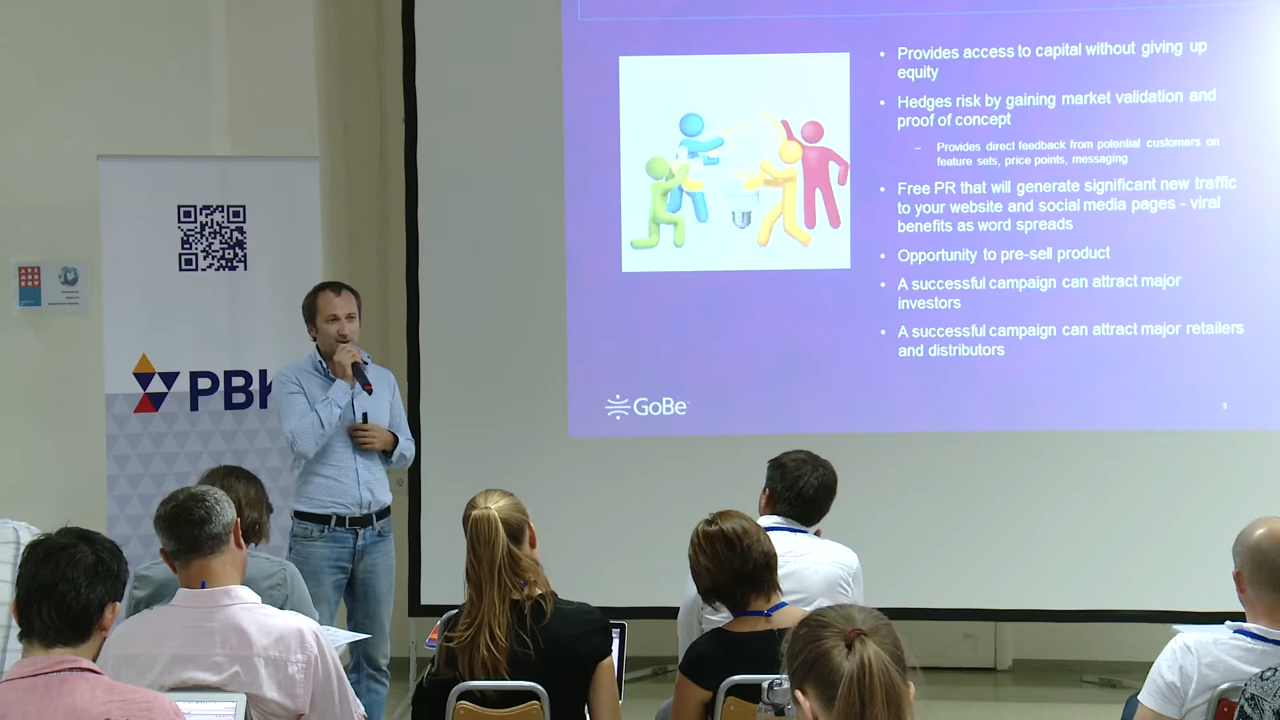 • Provides access to capital without giving up
equity
• Hedges risk by gaining market validation and
proof of concept
– Provides direct feedback from potential customers on
feature sets, price points, messaging
• Free PR that will generate significant new traffic
to your website and social media pages - viral
benefits as word spreads
• Opportunity to pre-sell product
• A successful campaign can attract major
investors
• A successful campaign can attract major retailers
and distributors
GoBe
3
РВК